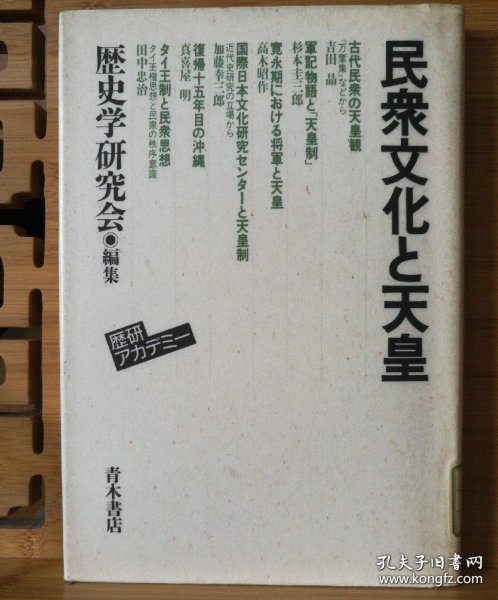 民衆文化と天皇
古代民衆の天皇観
『万葉集』などから
吉田 晶
軍記物語と「天皇制」
杉本圭三郎
寛永期における将軍と天皇
高木昭作
国際日本文化研究センターと天皇制
近代史研究の立場から
加藤幸三郎
復帰十五年目の沖縄
真喜屋 明
タイ王制と民衆思想
タイ王権思想と民衆の秩序意識
田中忠治
歴史学研究会◉編集
歴研
アカデミー
青木書店
孔夫子旧书网
www.kongfz.com